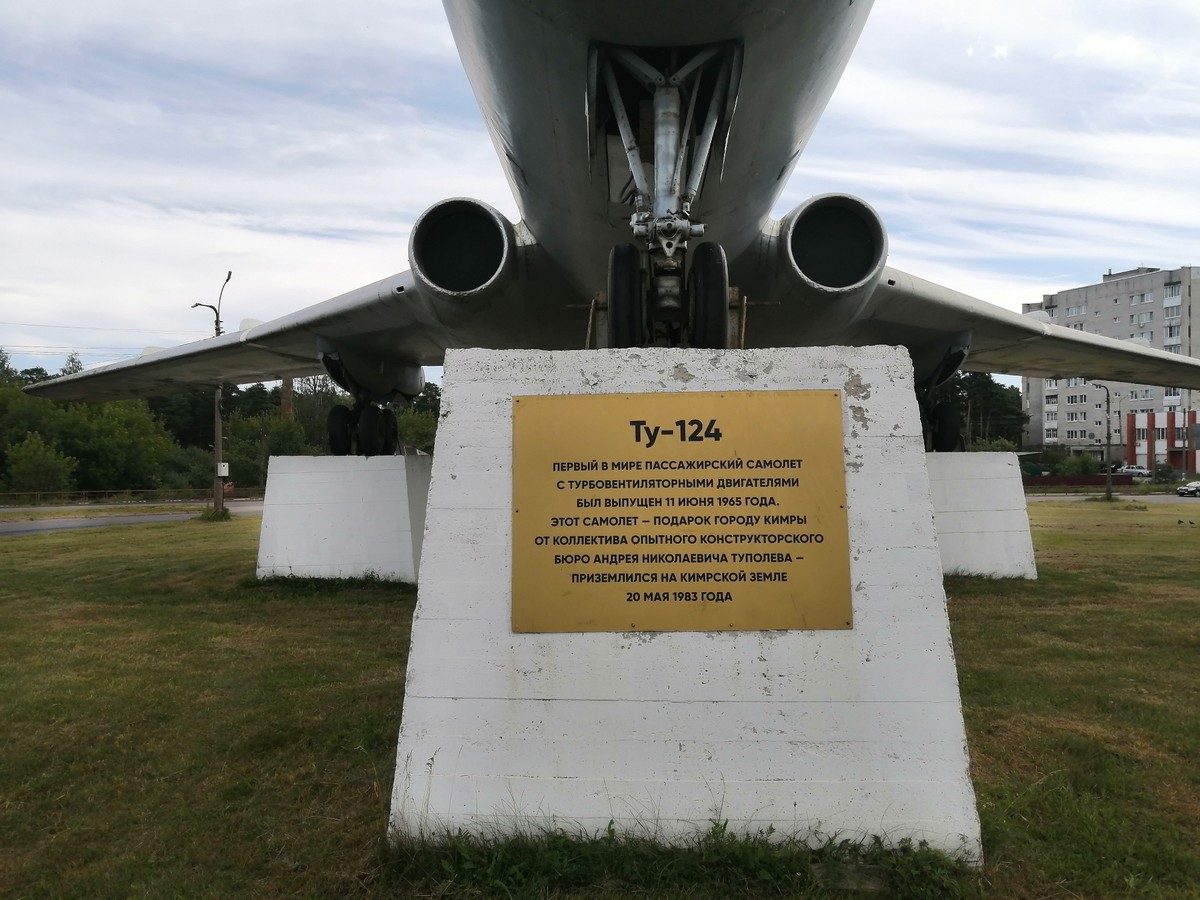 Ту-124
ПЕРВЫЙ В МИРЕ ПАССАЖИРСКИЙ САМОЛЕТ
С ТУРБОВЕНТИЛЯТОРНЫМИ ДВИГАТЕЛЯМИ
БЫЛ ВЫПУЩЕН 11 ИЮНЯ 1965 ГОДА.
ЭТОТ САМОЛЕТ — ПОДАРОК ГОРОДУ КИМРЫ
ОТ КОЛЛЕКТИВА ОПЫТНОГО КОНСТРУКТОРСКОГО
БЮРО АНДРЕЯ НИКОЛАЕВИЧА ТУПОЛЕВА —
ПРИЗЕМЛИЛСЯ НА КИМРСКОЙ ЗЕМЛЕ
20 МАЯ 1983 ГОДА